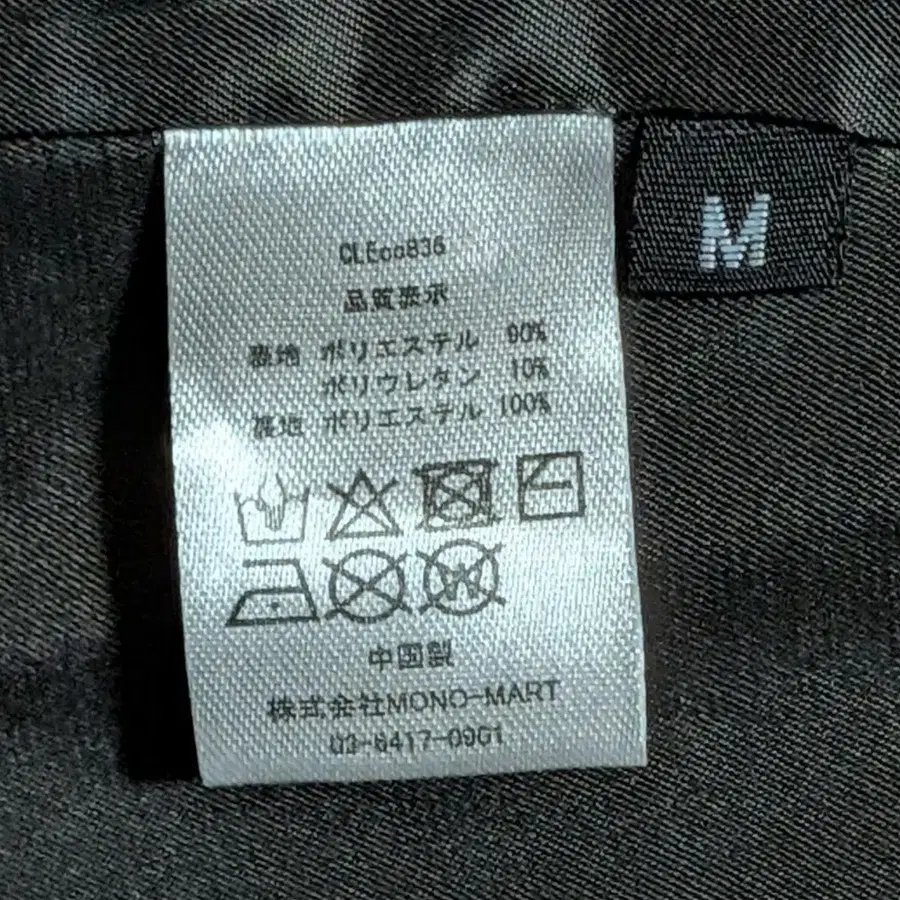 CLEco836
品質表示
表地 ポリエステル 90%
ポリウレタン 10%
裏地 ポリエステル 100%
W
中国製
株式会社MONO-MART
03-6417-0901
M